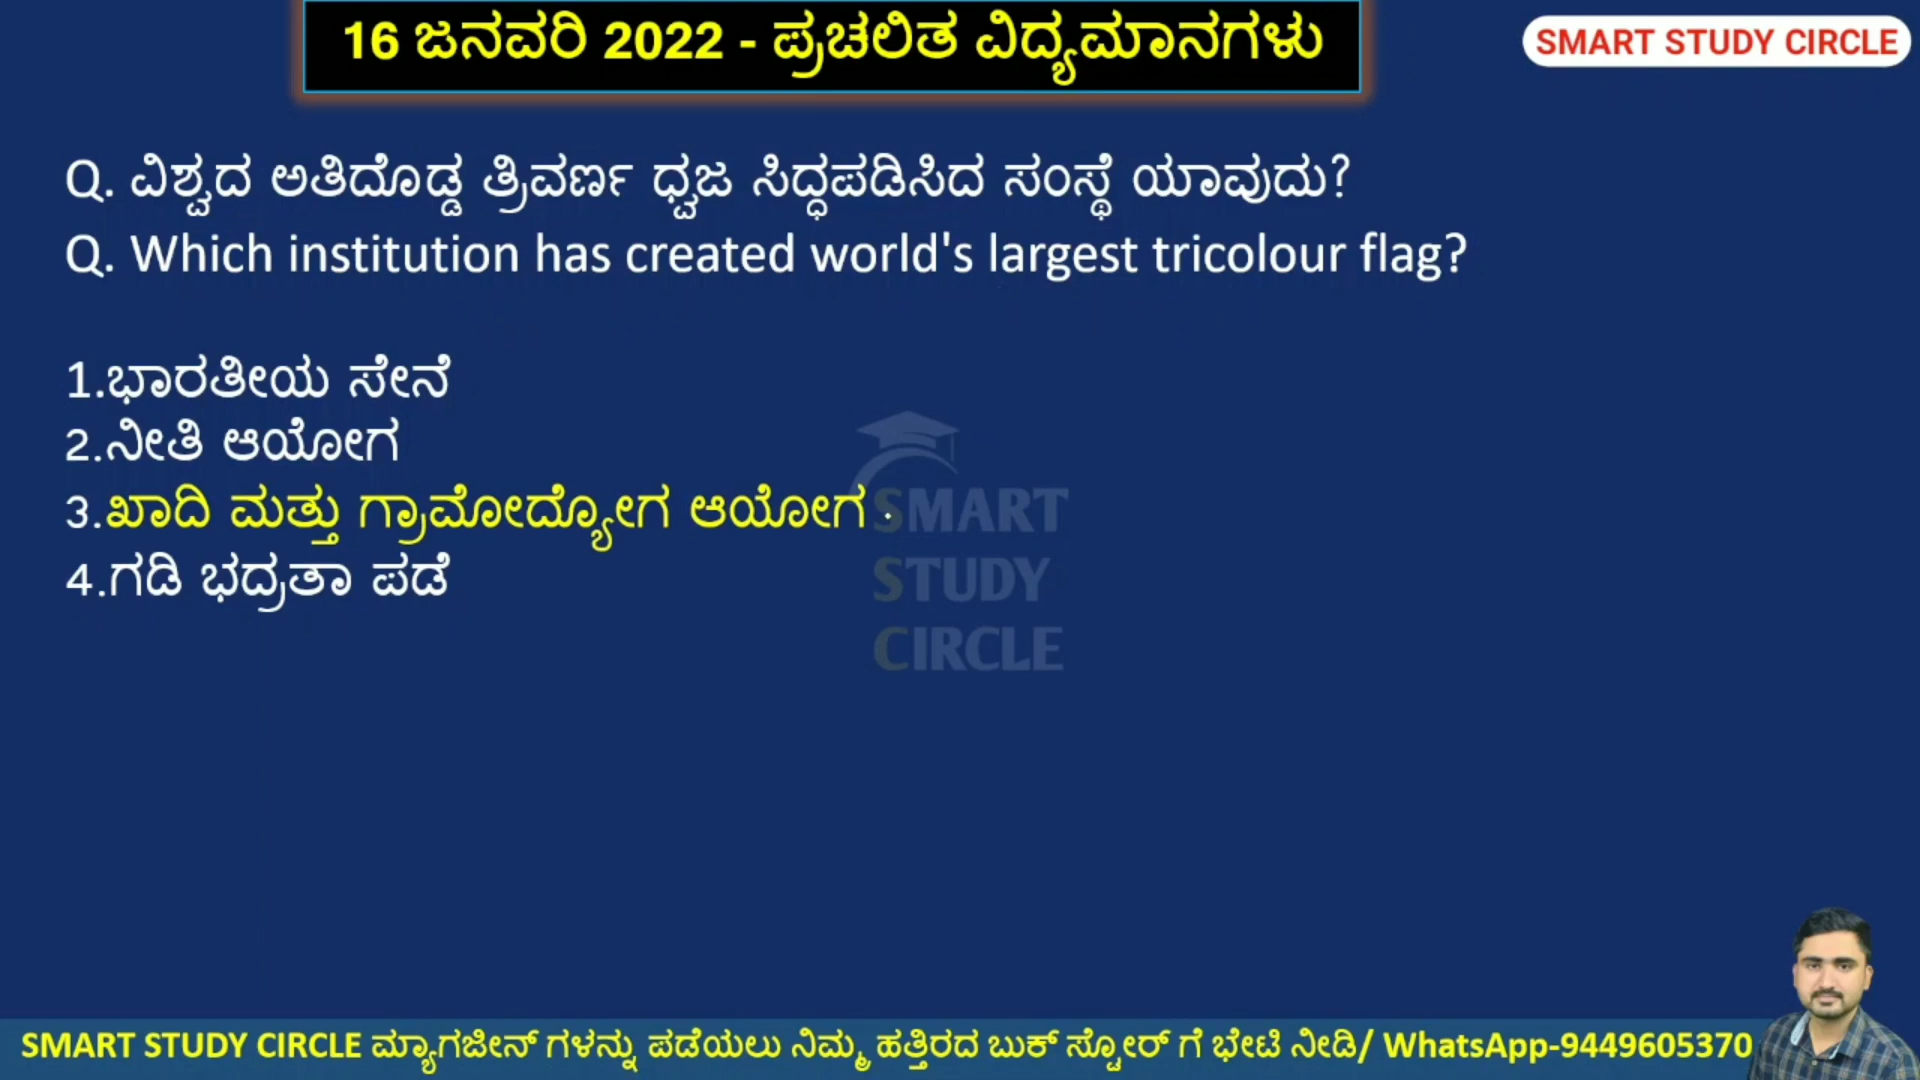 16 ಜನವರಿ 2022 - ಪ್ರಚಲಿತ ವಿದ್ಯಮಾನಗಳು
SMART STUDY CIRCLE
Q. ವಿಶ್ವದ ಅತಿದೊಡ್ಡ ತ್ರಿವರ್ಣ ಧ್ವಜ ಸಿದ್ಧಪಡಿಸಿದ ಸಂಸ್ಥೆ ಯಾವುದು?
Q. Which institution has created world's largest tricolour flag?
1.ಭಾರತೀಯ ಸೇನೆ
2.ನೀತಿ ಆಯೋಗ
3.ಖಾದಿ ಮತ್ತು ಗ್ರಾಮೋದ್ಯೋಗ ಆಯೋಗ
4.ಗಡಿ ಭದ್ರತಾ ಪಡೆ
SMART
STUDY
CIRCLE
SMART STUDY CIRCLE ಮ್ಯಾಗಜೀನ್ ಗಳನ್ನು ಪಡೆಯಲು ನಿಮ್ಮ ಹತ್ತಿರದ ಬುಕ್ ಸ್ಟೋರ್ ಗೆ ಭೇಟಿ ನೀಡಿ/ WhatsApp-9449605370